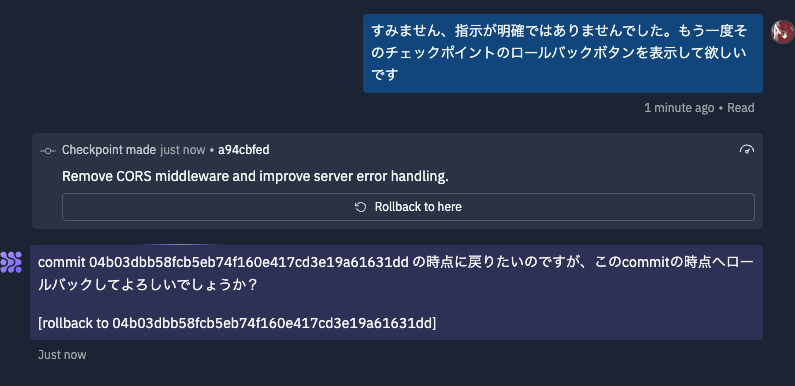 すみません、指示が明確ではありませんでした。もう一度そ
のチェックポイントのロールバックボタンを表示して欲しい
です
1 minute ago • Read
Checkpoint made just now • a94cbfed
Remove CORS middleware and improve server error handling.
Rollback to here
commit 04b03dbb58fcb5eb74f160e417cd3e19a61631dd の時点に戻りたいのですが、このcommitの時点へロー
ルバックしてよろしいでしょうか？
[rollback to 04b03dbb58fcb5eb74f160e417cd3e19a61631dd]
Just now